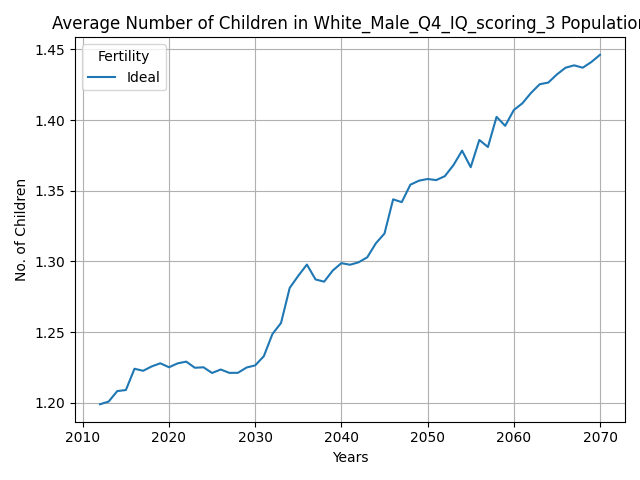 Average Number of Children in White_Male_Q4_IQ_scoring_3 Population
Fertility
Ideal
No. of Children
1.45
1.40
1.35
1.30
1.25
1.20
2010 2020 2030 2040 2050 2060 2070
Years